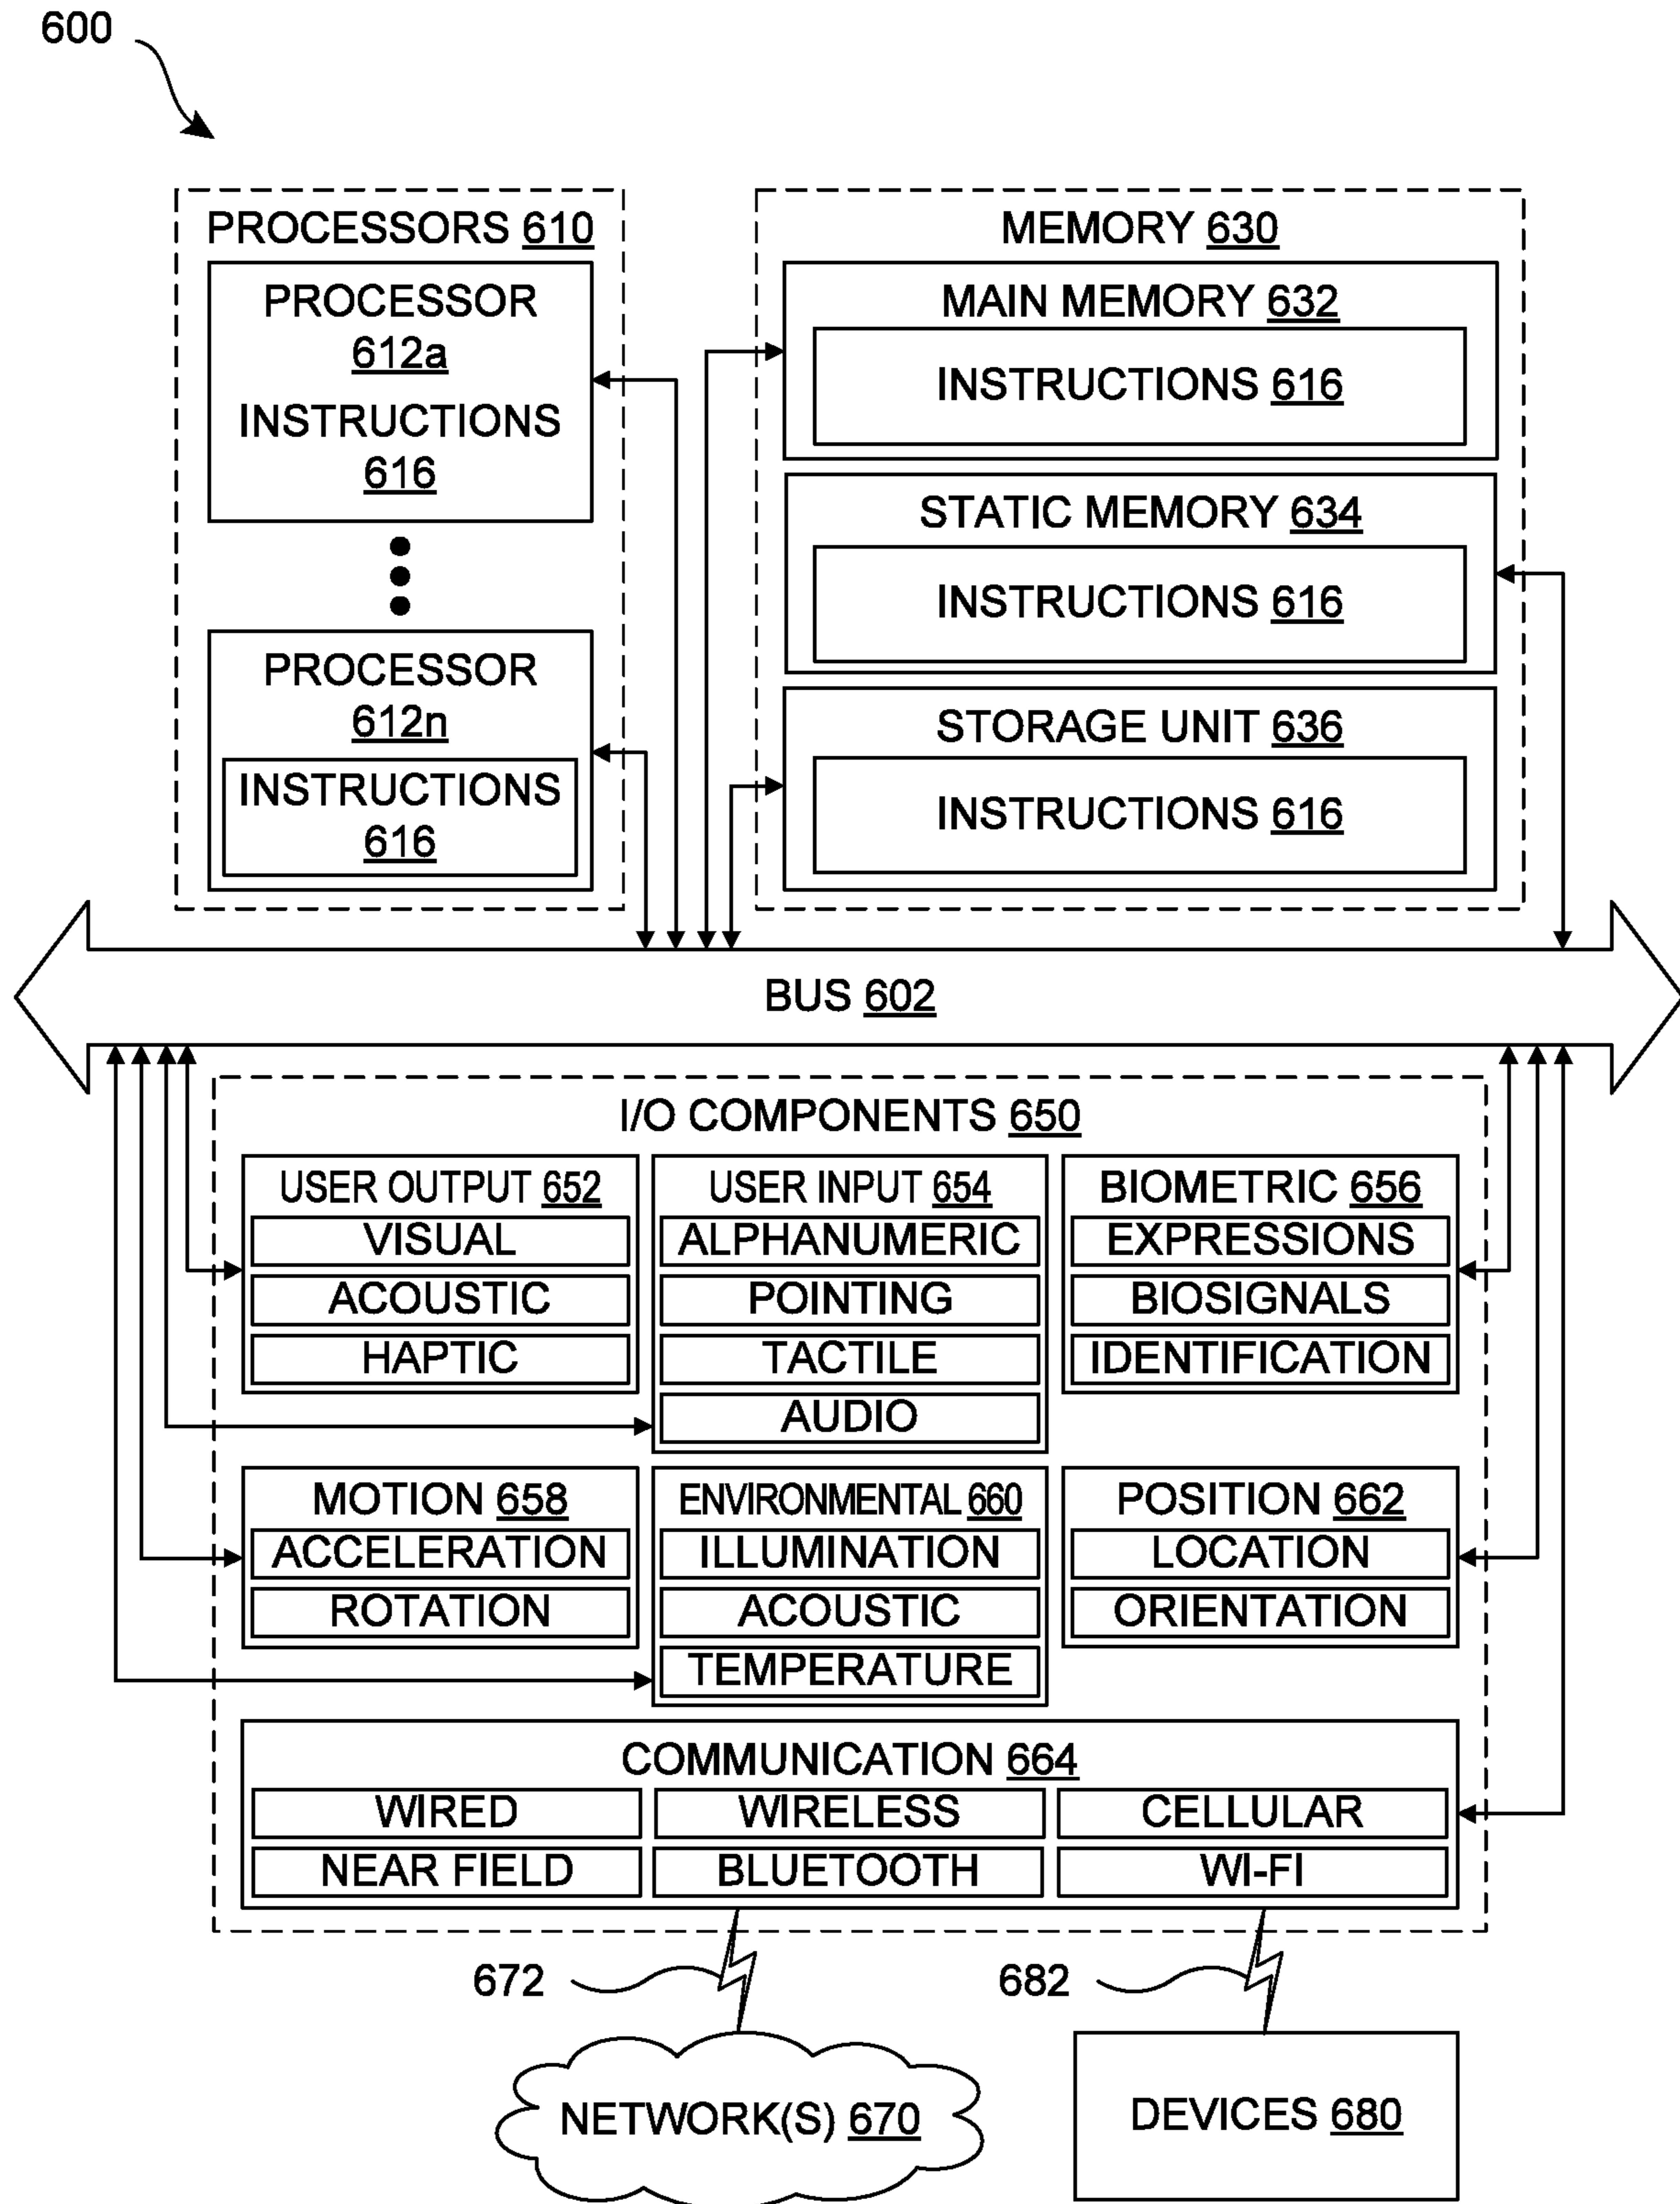 600
PROCESSORS 610
PROCESSOR
612a
INSTRUCTIONS
616
PROCESSOR
612n
INSTRUCTIONS
616
MEMORY 630
MAIN MEMORY 632
INSTRUCTIONS 616
STATIC MEMORY 634
INSTRUCTIONS 616
STORAGE UNIT 636
INSTRUCTIONS 616
BUS 602
I/O COMPONENTS 650
USER OUTPUT 652
VISUAL
ACOUSTIC
HAPTIC
USER INPUT 654
ALPHANUMERIC
POINTING
TACTILE
AUDIO
BIOMETRIC 656
EXPRESSIONS
BIOSIGNALS
IDENTIFICATION
MOTION 658
ACCELERATION
ROTATION
ENVIRONMENTAL 660
ILLUMINATION
ACOUSTIC
TEMPERATURE
POSITION 662
LOCATION
ORIENTATION
COMMUNICATION 664
WIRED
WIRELESS
CELLULAR
NEAR FIELD
BLUETOOTH
WI-FI
672
682
NETWORK(S) 670
DEVICES 680